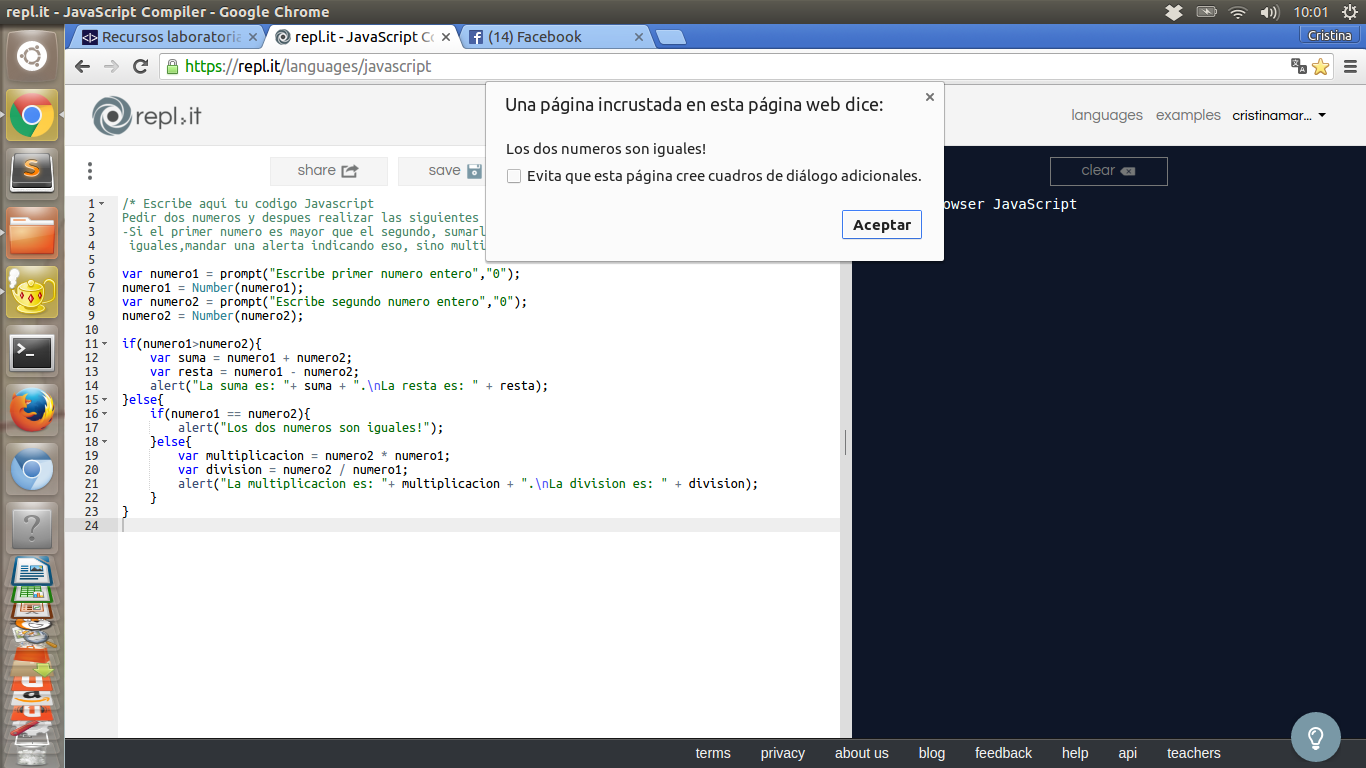 repl.it - JavaScript Compiler - Google Chrome
10:01
Recursos laboratoria
repl.it - JavaScript Co
(14) Facebook
Cristina
https://repl.it/languages/javascript
repl.it
languages
examples
cristinamar...
Una página incrustada en esta página web dice:
Los dos numeros son iguales!
Evita que esta página cree cuadros de diálogo adicionales.
Aceptar
share
save
clear
owser JavaScript
1 /* Escribe aqui tu codigo Javascript
2 Pedir dos numeros y despues realizar las siguientes
3 -Si el primer numero es mayor que el segundo, sumarl
4 iguales,mandar una alerta indicando eso, sino multi
5
6 var numero1 = prompt("Escribe primer numero entero","0");
7 numero1 = Number(numero1);
8 var numero2 = prompt("Escribe segundo numero entero","0");
9 numero2 = Number(numero2);
10
11 if(numero1>numero2){
12 var suma = numero1 + numero2;
13 var resta = numero1 - numero2;
14 alert("La suma es: "+ suma + ".\nLa resta es: " + resta);
15 }else{
16 if(numero1 == numero2){
17 alert("Los dos numeros son iguales!");
18 }else{
19 var multiplicacion = numero2 * numero1;
20 var division = numero2 / numero1;
21 alert("La multiplicacion es: "+ multiplicacion + ".\nLa division es: " + division);
22 }
23 }
24
terms
privacy
about us
blog
feedback
help
api
teachers